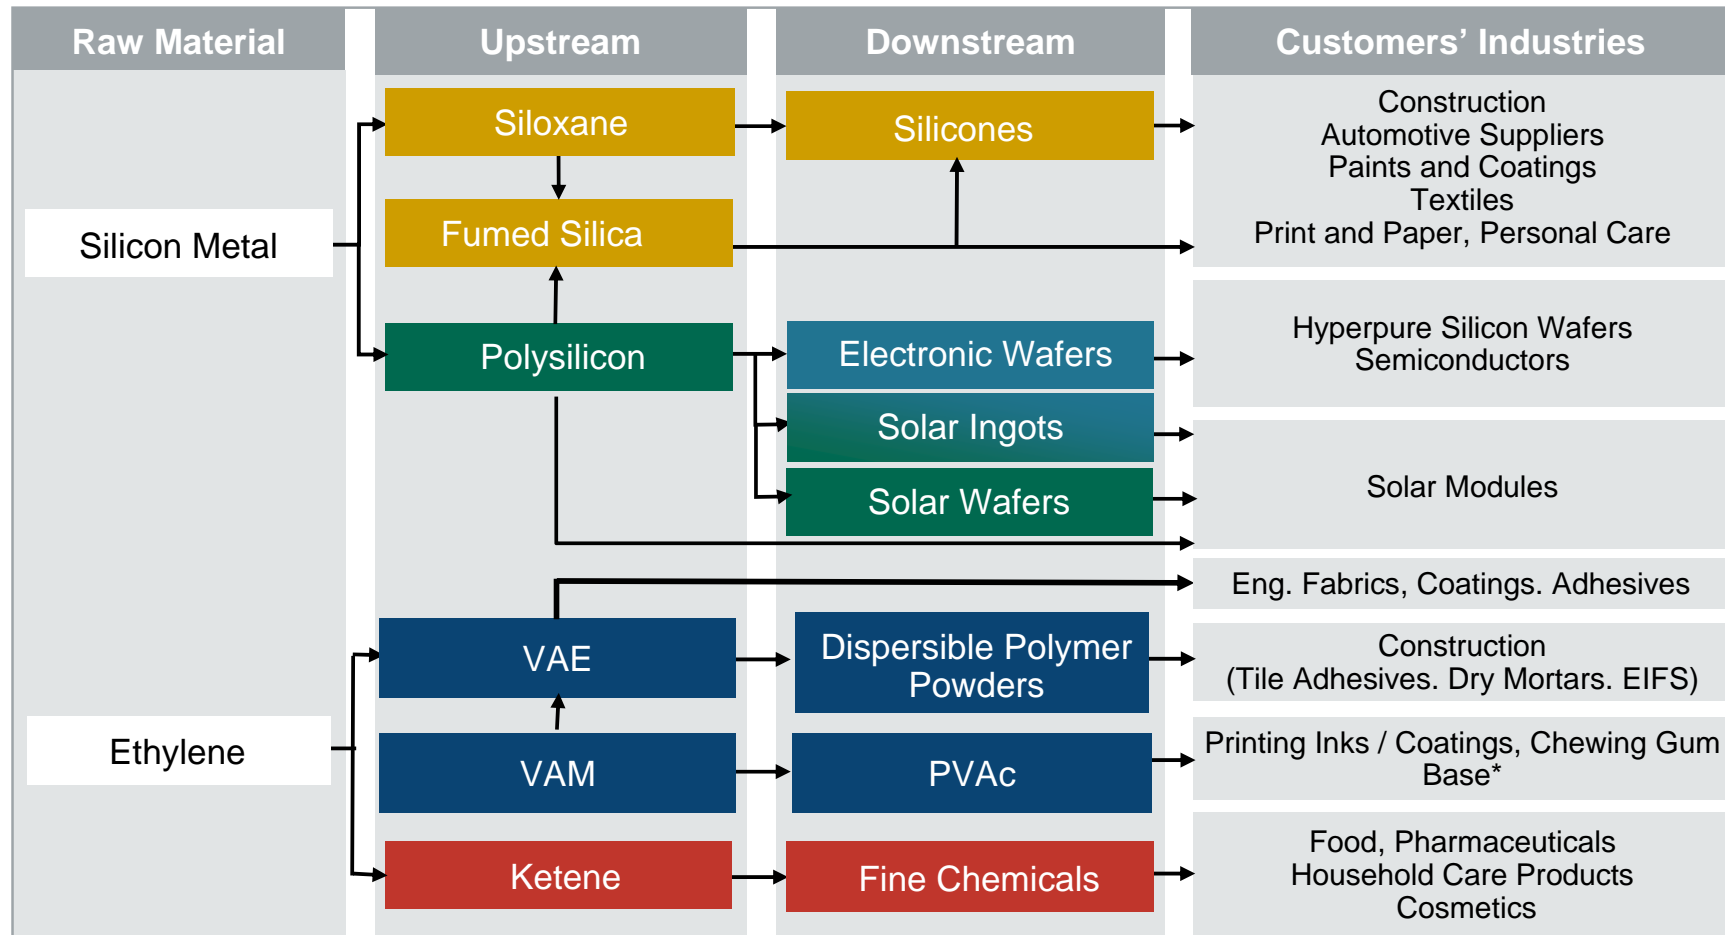 Raw Material
Upstream
Downstream
Customers’ Industries
Silicon Metal
Siloxane
Silicones
Construction
Automotive Suppliers
Paints and Coatings
Textiles
Print and Paper, Personal Care
Fumed Silica
Polysilicon
Electronic Wafers
Hyperpure Silicon Wafers
Semiconductors
Solar Ingots
Solar Wafers
Solar Modules
Eng. Fabrics, Coatings. Adhesives
Ethylene
VAE
Dispersible Polymer
Powders
Construction
(Tile Adhesives. Dry Mortars. EIFS)
VAM
PVAc
Printing Inks / Coatings, Chewing Gum
Base*
Ketene
Fine Chemicals
Food, Pharmaceuticals
Household Care Products
Cosmetics